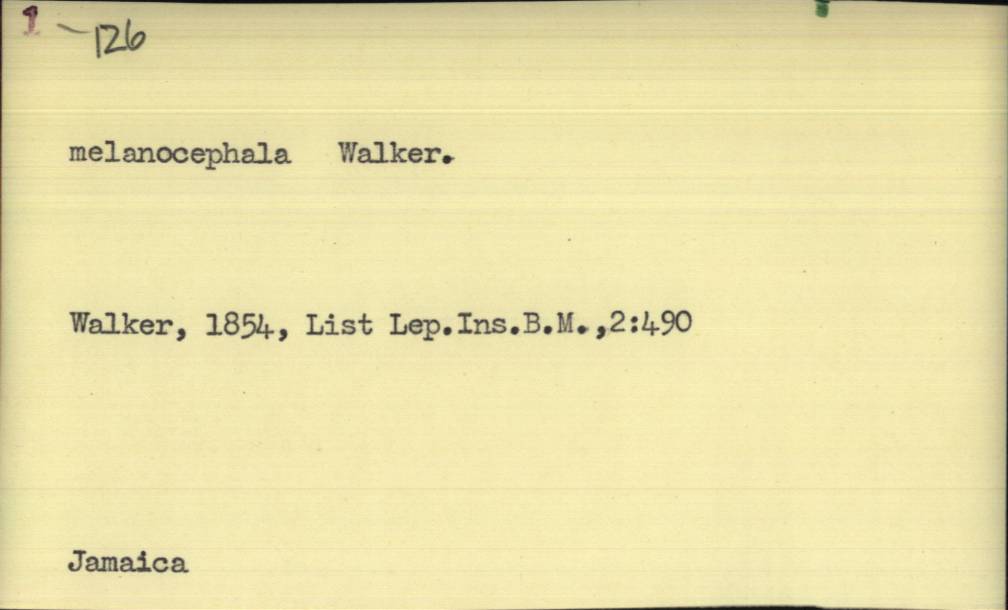 1 - 126
melanocephala Walker.
Walker, 1854, List Lep.Ins.B.M.,2:490
Jamaica